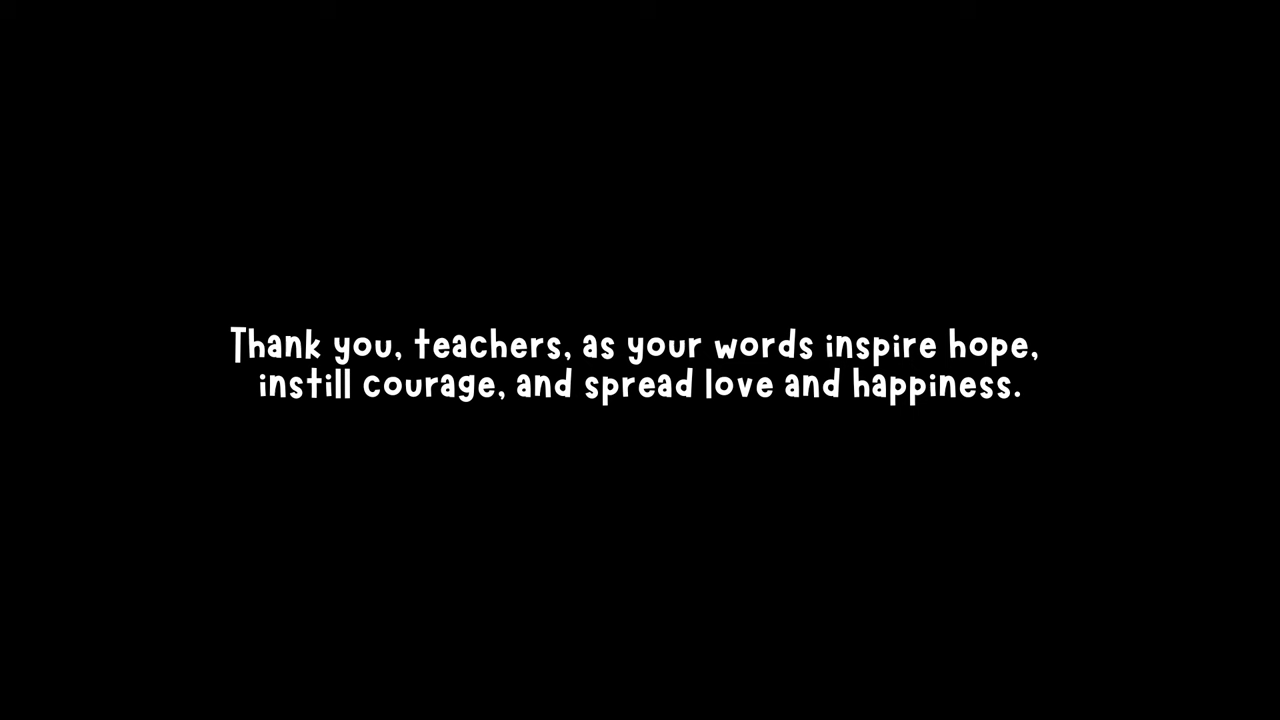 Thank you, teachers, as your words inspire hope,
instill courage, and spread love and happiness.